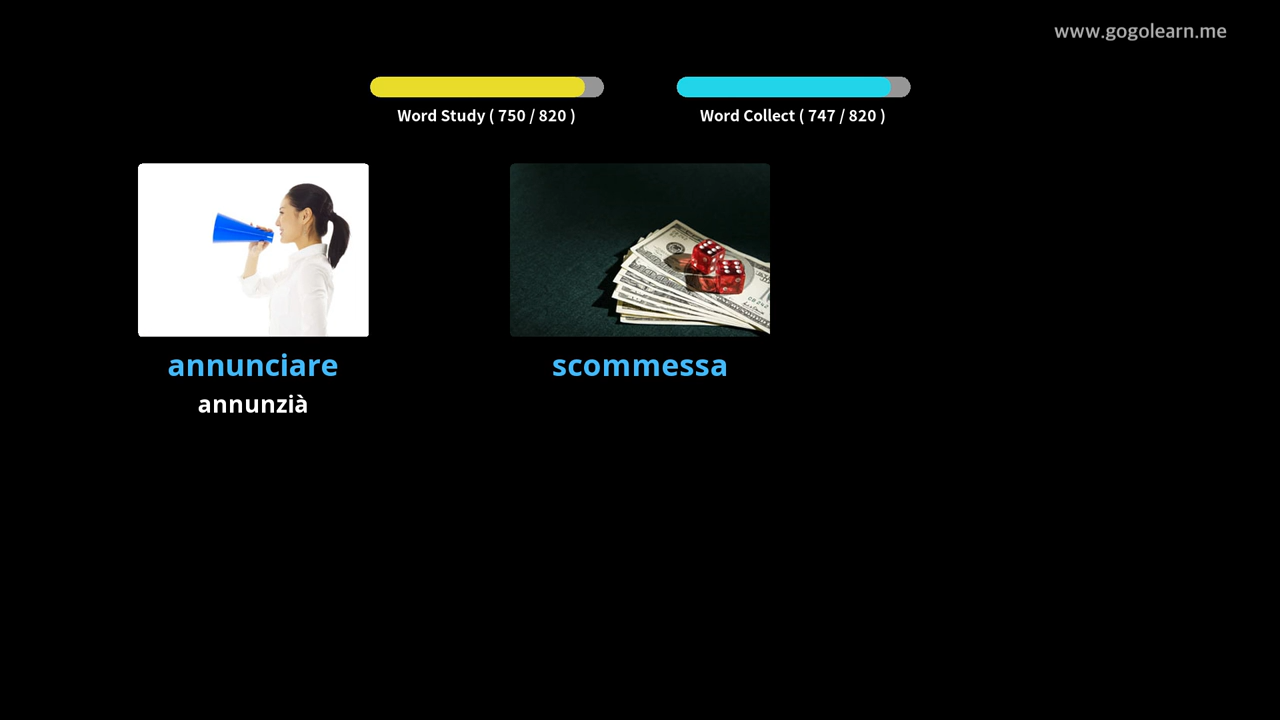 www.gogolearn.me
Word Study ( 750 / 820 )
Word Collect ( 747 / 820 )
annunciare
scommessa
annunzià